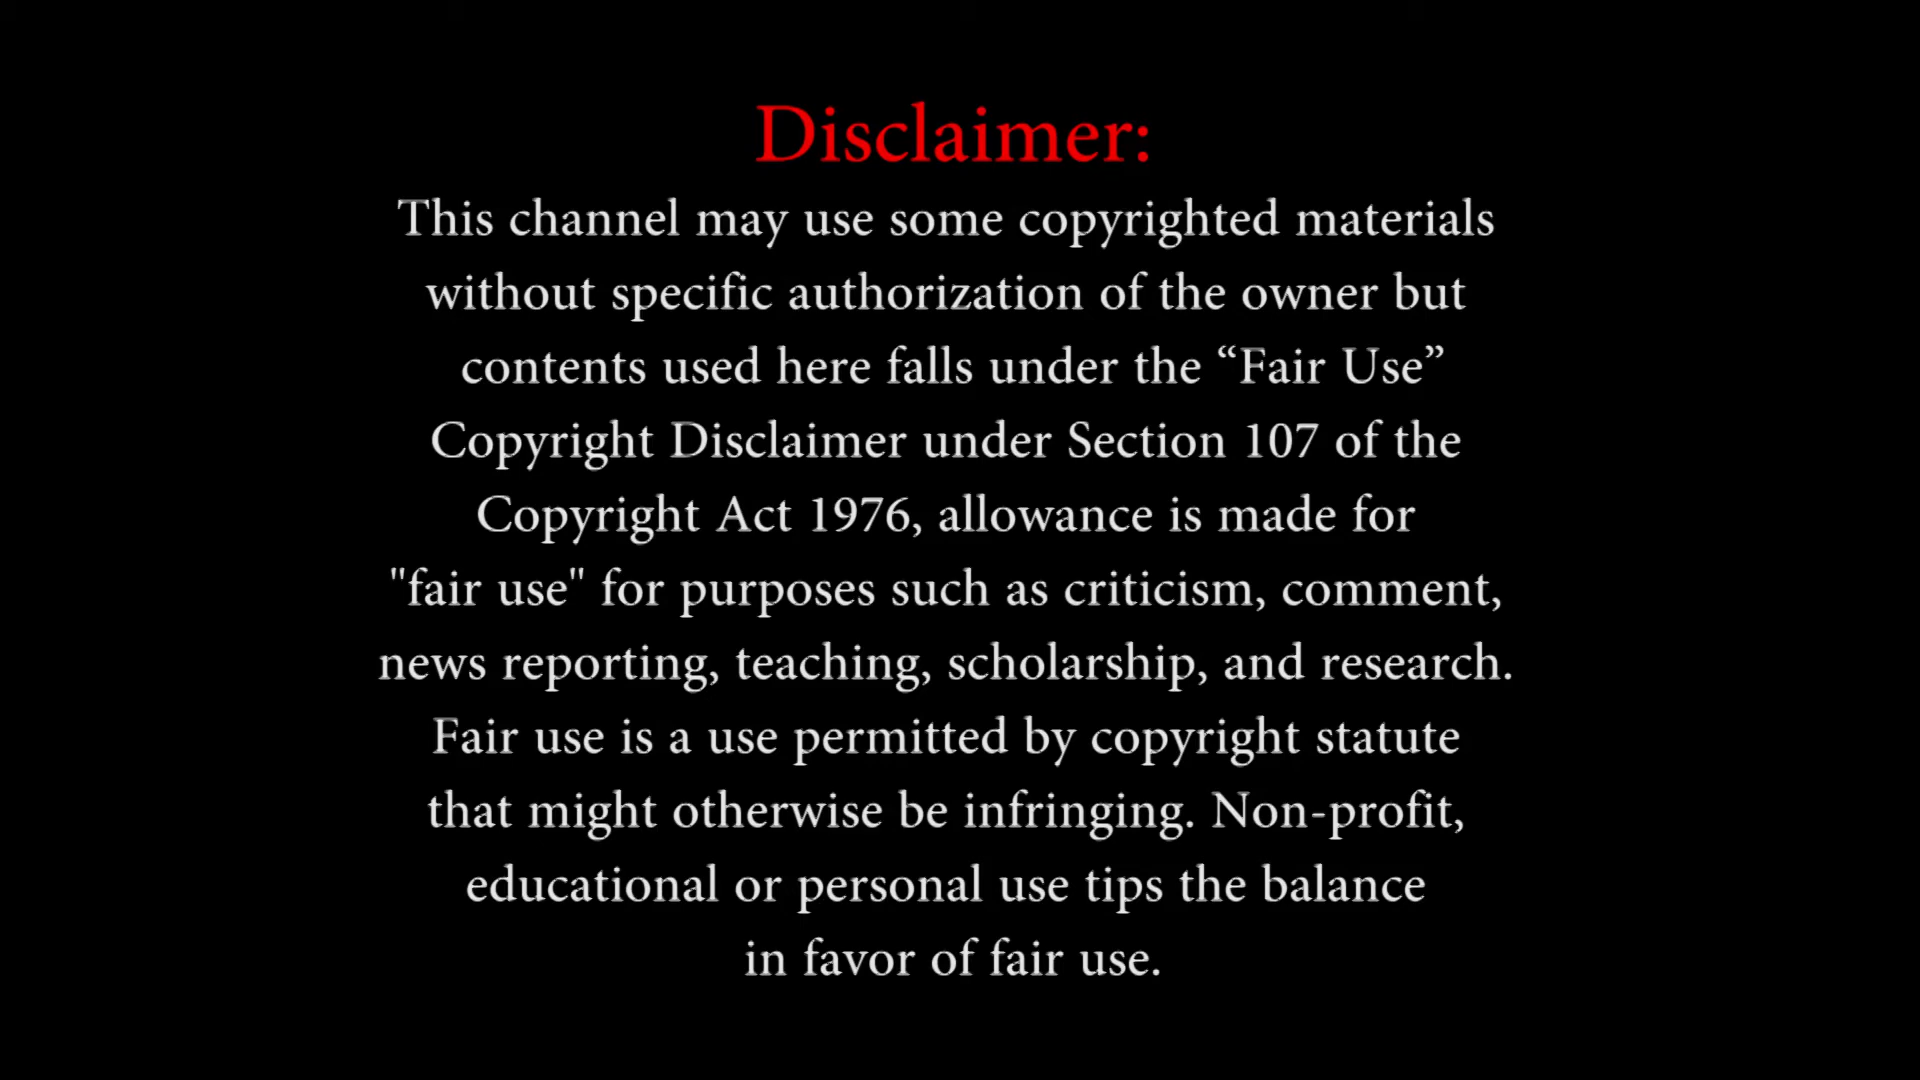 Disclaimer:
This channel may use some copyrighted materials
without specific authorization of the owner but
contents used here falls under the “Fair Use”
Copyright Disclaimer under Section 107 of the
Copyright Act 1976, allowance is made for
"fair use" for purposes such as criticism, comment,
news reporting, teaching, scholarship, and research.
Fair use is a use permitted by copyright statute
that might otherwise be infringing. Non-profit,
educational or personal use tips the balance
in favor of fair use.